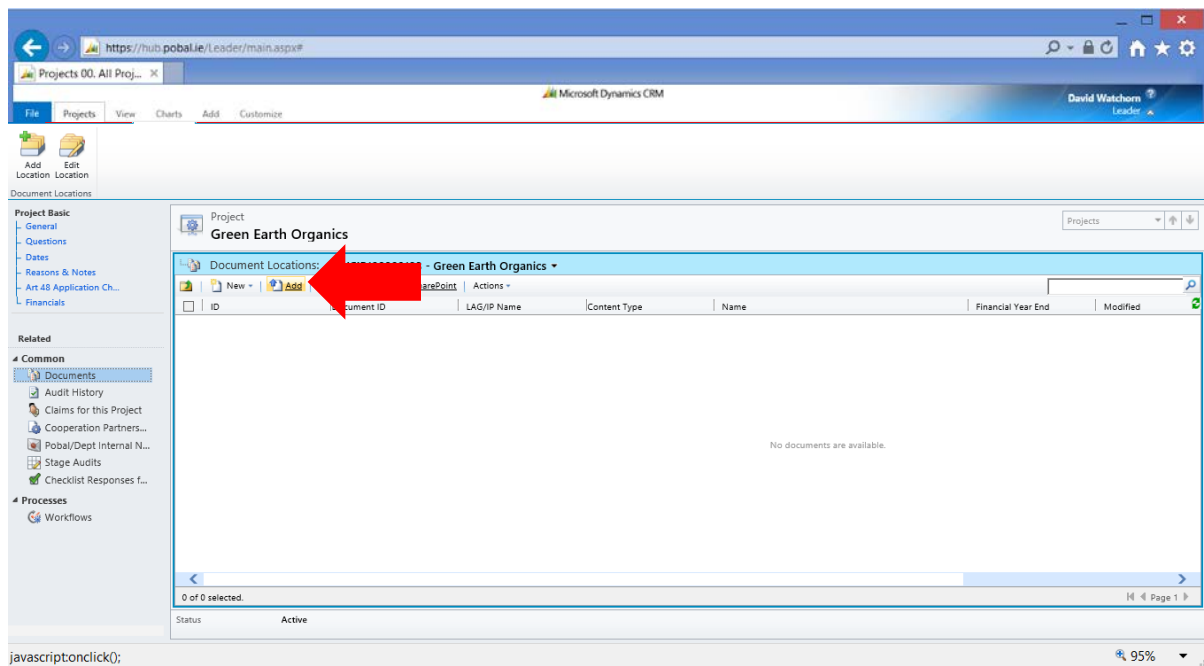 https://hub.pobal.ie/Leader/main.aspx#
Projects 00. All Proj...
Microsoft Dynamics CRM
David Watchorn
Leader
File Projects View Charts Add Customize
Add Location
Edit Location
Document Locations
Project Basic
General
Questions
Dates
Reasons & Notes
Art 48 Application Ch...
Financials
Related
Common
Documents
Audit History
Claims for this Project
Cooperation Partners...
Pobal/Dept Internal N...
Stage Audits
Checklist Responses f...
Processes
Workflows
Project
Green Earth Organics
Projects
Document Locations: - Green Earth Organics
New Add Actions
ID LAG/IP Name Content Type Name Financial Year End Modified
No documents are available.
0 of 0 selected.
Page 1
Status Active
javascript:onclick();
95%